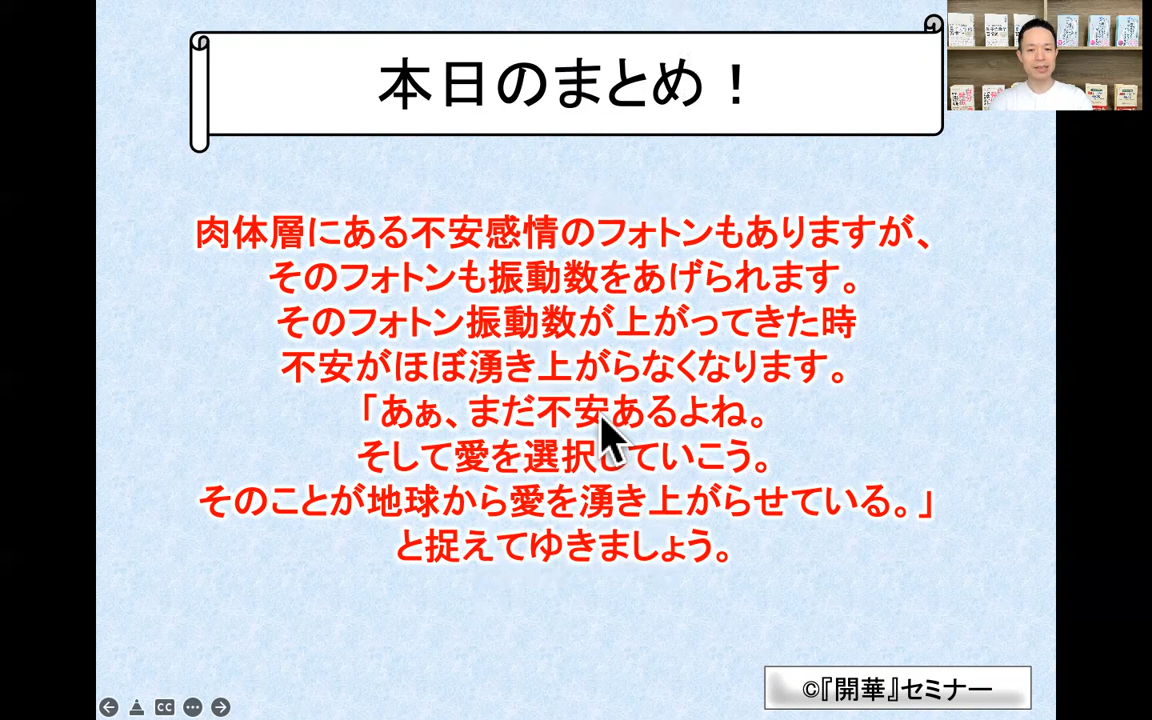 本日のまとめ！
肉体層にある不安感情のフォトンもありますが、
そのフォトンも振動数をあげられます。
そのフォトン振動数が上がってきた時
不安がほぼ湧き上がらなくなります。
「あぁ、まだ不安あるよね。
そして愛を選択していこう。
そのことが地球から愛を湧き上がらせている。」
と捉えてゆきましょう。
©『開華』セミナー
CC